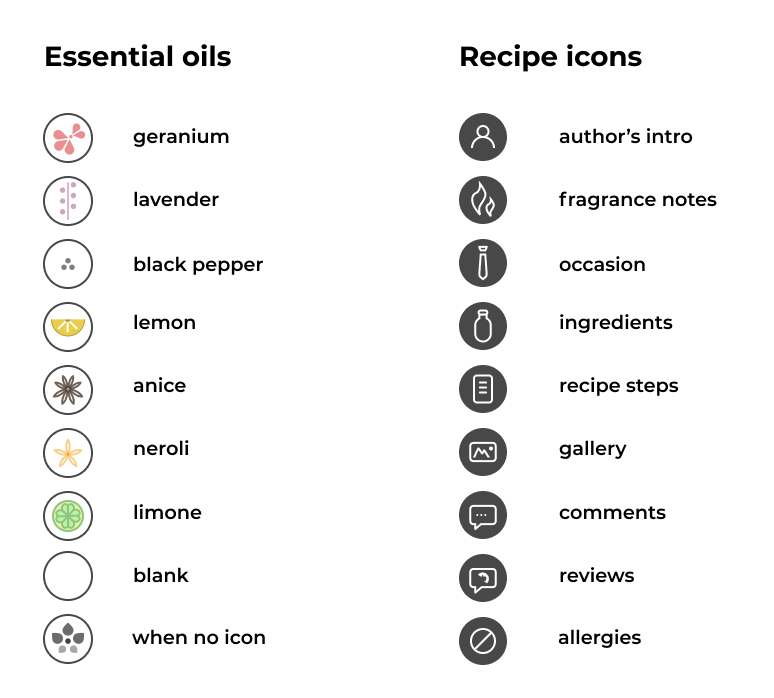 Essential oils
geranium
lavender
black pepper
lemon
anice
neroli
limone
blank
when no icon
Recipe icons
author’s intro
fragrance notes
occasion
ingredients
recipe steps
gallery
comments
reviews
allergies